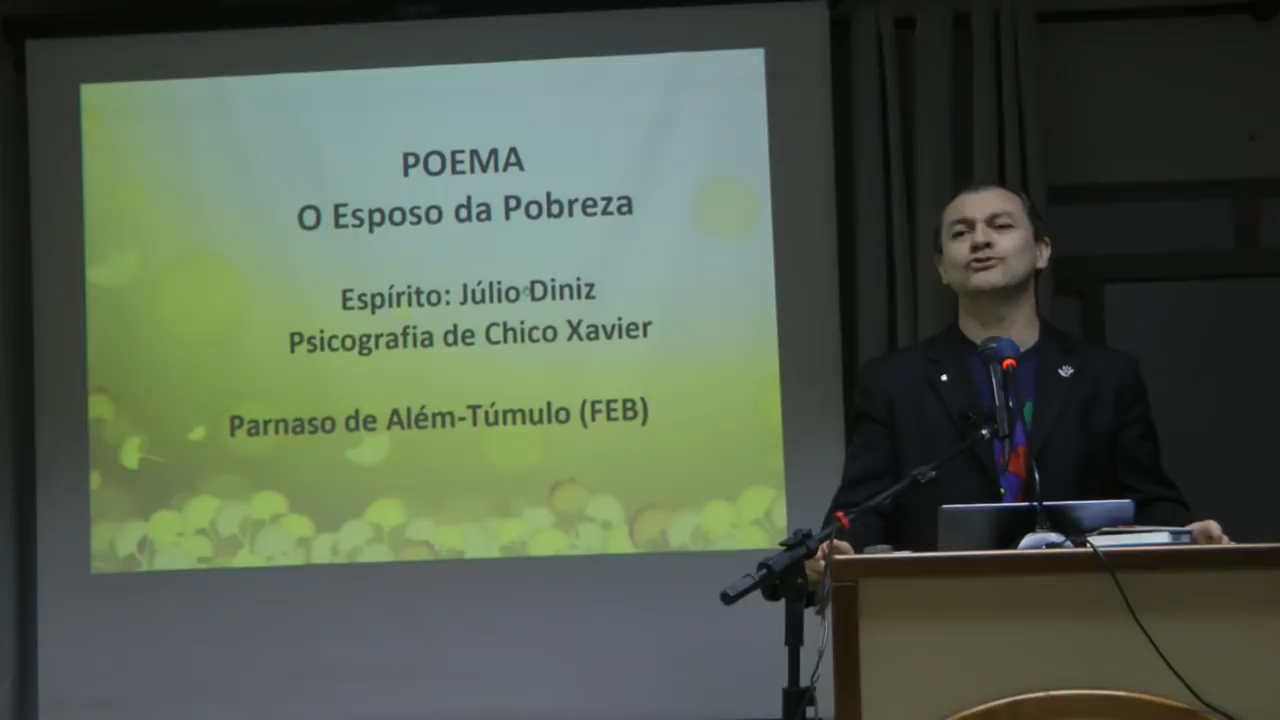 POEMA
O Esposo da Pobreza
Espírito: Júlio Diniz
Psicografia de Chico Xavier
Parnaso de Além-Túmulo (FEB)